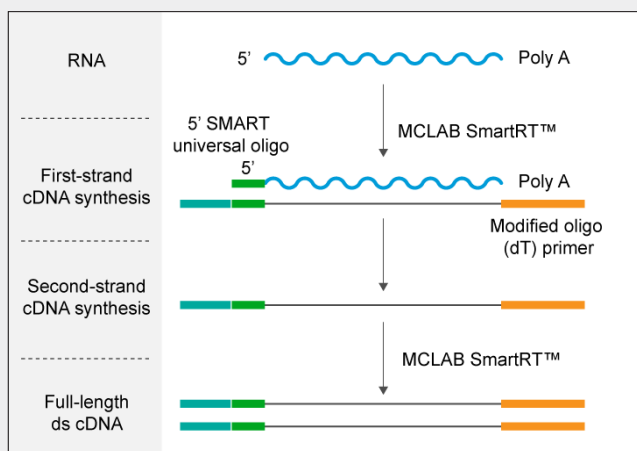 RNA
5’
Poly A
MCLAB SmartRT™
5’ SMART
universal oligo
5’
First-strand
cDNA synthesis
Poly A
Modified oligo
(dT) primer
Second-strand
cDNA synthesis
MCLAB SmartRT™
Full-length
ds cDNA